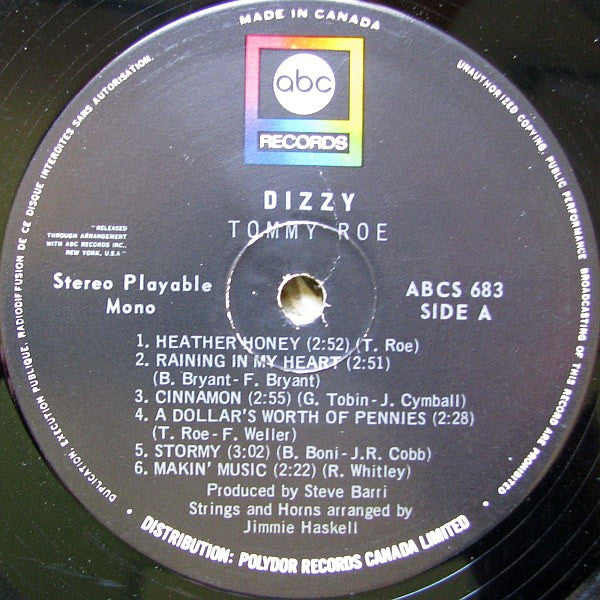 MADE IN CANADA
abc
RECORDS
DIZZY
TOMMY ROE
"RELEASED
THROUGH ARRANGEMENT
WITH ABC RECORDS INC.,
NEW YORK, U.S.A"
Stereo Playable
Mono
ABCS 683
SIDE A
1. HEATHER HONEY (2:52) (T. Roe)
2. RAINING IN MY HEART (2:51)
(B. Bryant-F. Bryant)
3. CINNAMON (2:55) (G. Tobin-J. Cymball)
4. A DOLLAR'S WORTH OF PENNIES (2:28)
(T. Roe-F. Weller)
5. STORMY (3:02) (B. Boni-J.R. Cobb)
6. MAKIN' MUSIC (2:22) (R. Whitley)
Produced by Steve Barri
Strings and Horns arranged by
Jimmie Haskell
DUPLICATION, EXECUTION PUBLIQUE, RADIODIFFUSION DE CE DISQUE INTERDITES SANS AUTORISATION.
UNAUTHORIZED COPYING, PUBLIC PERFORMANCE BROADCASTING OF THIS RECORD ARE PROHIBITED
• DISTRIBUTION: POLYDOR RECORDS CANADA LIMITED •